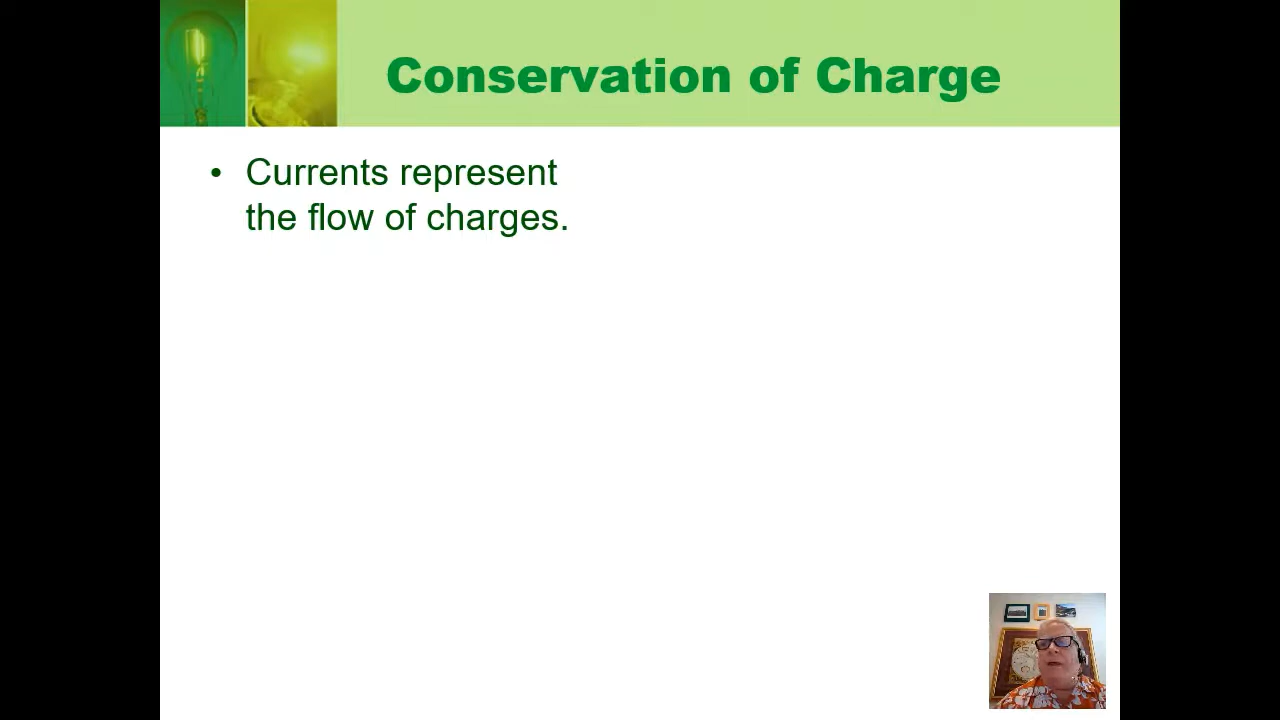 Conservation of Charge
• Currents represent
the flow of charges.